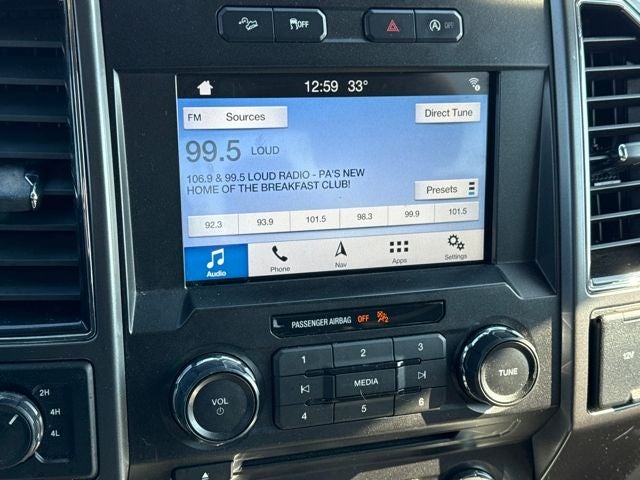 OFF
OFF
12:59 33°
FM Sources
Direct Tune
99.5 LOUD
106.9 & 99.5 LOUD RADIO - PA'S NEW
HOME OF THE BREAKFAST CLUB!
Presets
92.3 93.9 101.5 98.3 99.9 101.5
Audio Phone Nav Apps Settings
PASSENGER AIRBAG OFF
1 2 3
MEDIA
4 5 6
VOL
TUNE
2H
4H
4L
12V